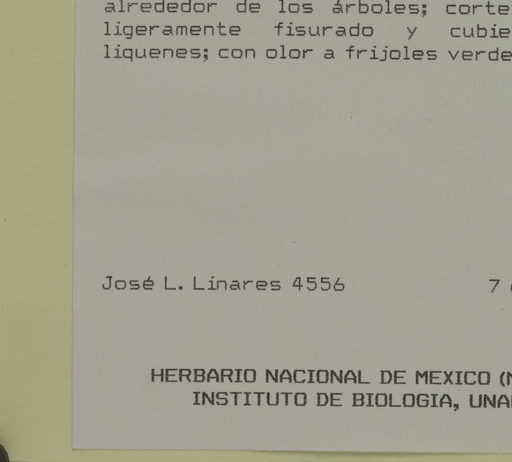 alrededor de los árboles; corte
ligeramente fisurado y cubie
liquenes; con olor a frijoles verde
José L. Linares 4556 7
HERBARIO NACIONAL DE MEXICO (
INSTITUTO DE BIOLOGIA, UNA